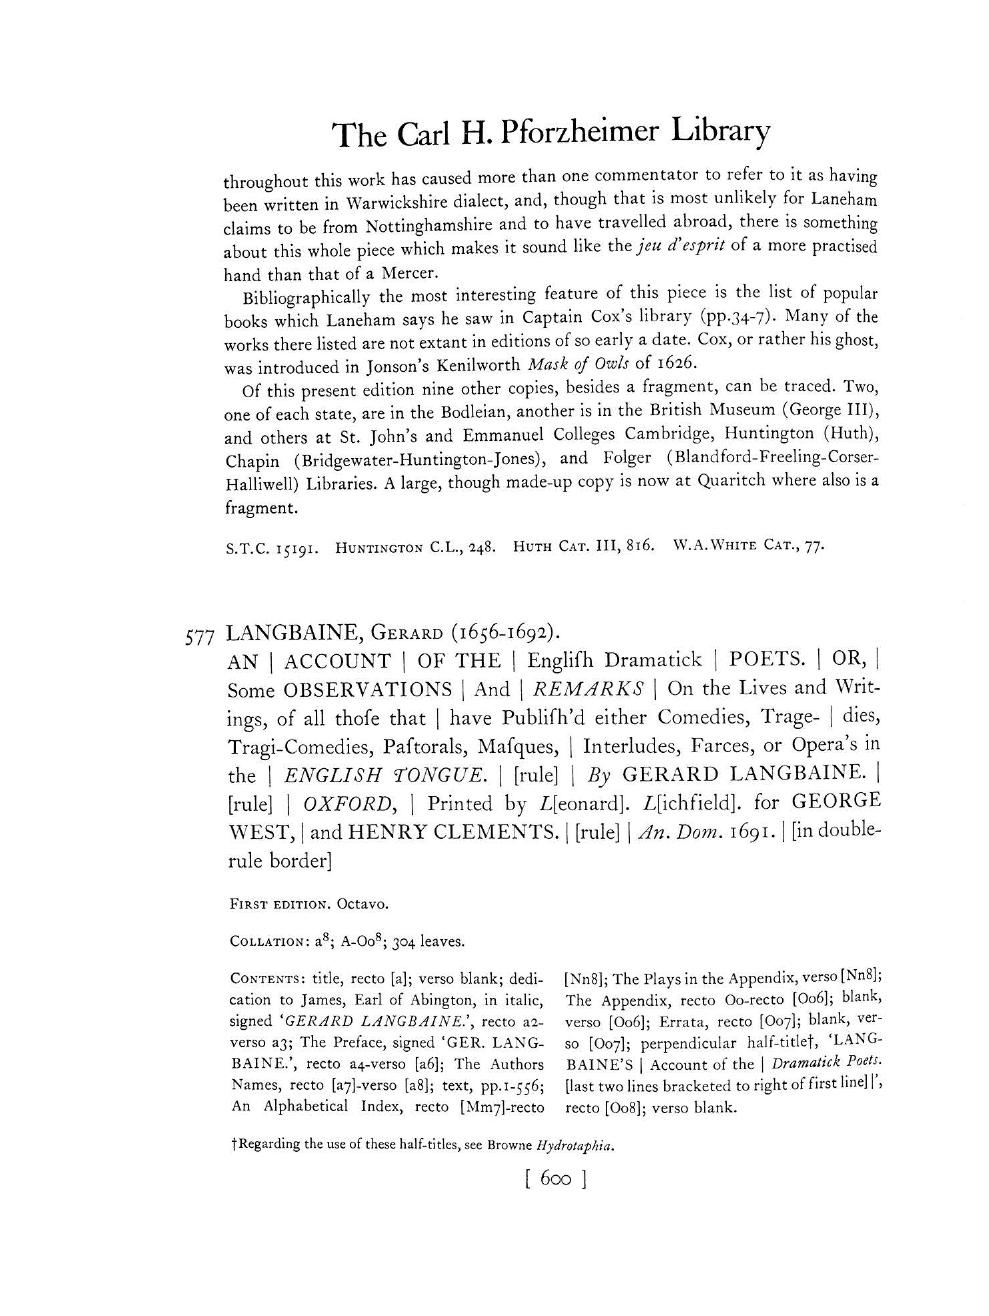 The Carl H. Pforzheimer Library
throughout this work has caused more than one commentator to refer to it as having
been written in Warwickshire dialect, and, though that is most unlikely for Laneham
claims to be from Nottinghamshire and to have travelled abroad, there is something
about this whole piece which makes it sound like the jeu d'esprit of a more practised
hand than that of a Mercer.
Bibliographically the most interesting feature of this piece is the list of popular
books which Laneham says he saw in Captain Cox's library (pp.34-7). Many of the
works there listed are not extant in editions of so early a date. Cox, or rather his ghost,
was introduced in Jonson's Kenilworth Mask of Owls of 1626.
Of this present edition nine other copies, besides a fragment, can be traced. Two,
one of each state, are in the Bodleian, another is in the British Museum (George III),
and others at St. John's and Emmanuel Colleges Cambridge, Huntington (Huth),
Chapin (Bridgewater-Huntington-Jones), and Folger (Blandford-Freeling-Corser-
Halliwell) Libraries. A large, though made-up copy is now at Quaritch where also is a
fragment.
S.T.C. 15191. HUNTINGTON C.L., 248. HUTH CAT. III, 816. W.A.WHITE CAT., 77.
577 LANGBAINE, GERARD (1656-1692).
AN | ACCOUNT | OF THE | Engliſh Dramatick | POETS. | OR, |
Some OBSERVATIONS | And | REMARKS | On the Lives and Writ-
ings, of all thoſe that | have Publiſh'd either Comedies, Trage- | dies,
Tragi-Comedies, Paſtorals, Maſques, | Interludes, Farces, or Opera's in
the | ENGLISH TONGUE. | [rule] | By GERARD LANGBAINE. |
[rule] | OXFORD, | Printed by L[eonard]. L[ichfield]. for GEORGE
WEST, | and HENRY CLEMENTS. | [rule] | An. Dom. 1691. | [in double-
rule border]
FIRST EDITION. Octavo.
COLLATION: a8; A-Oo8; 304 leaves.
CONTENTS: title, recto [a]; verso blank; dedi-
cation to James, Earl of Abington, in italic,
signed 'GERARD LANGBAINE.', recto a2-
verso a3; The Preface, signed 'GER. LANG-
BAINE.', recto a4-verso [a6]; The Authors
Names, recto [a7]-verso [a8]; text, pp.1-556;
An Alphabetical Index, recto [Mm7]-recto
[Nn8]; The Plays in the Appendix, verso [Nn8];
The Appendix, recto Oo-recto [Oo6]; blank,
verso [Oo6]; Errata, recto [Oo7]; blank, ver-
so [Oo7]; perpendicular half-title†, 'LANG-
BAINE'S | Account of the | Dramatick Poets.
[last two lines bracketed to right of first line] |',
recto [Oo8]; verso blank.
†Regarding the use of these half-titles, see Browne Hydrotaphia.
[ 600 ]